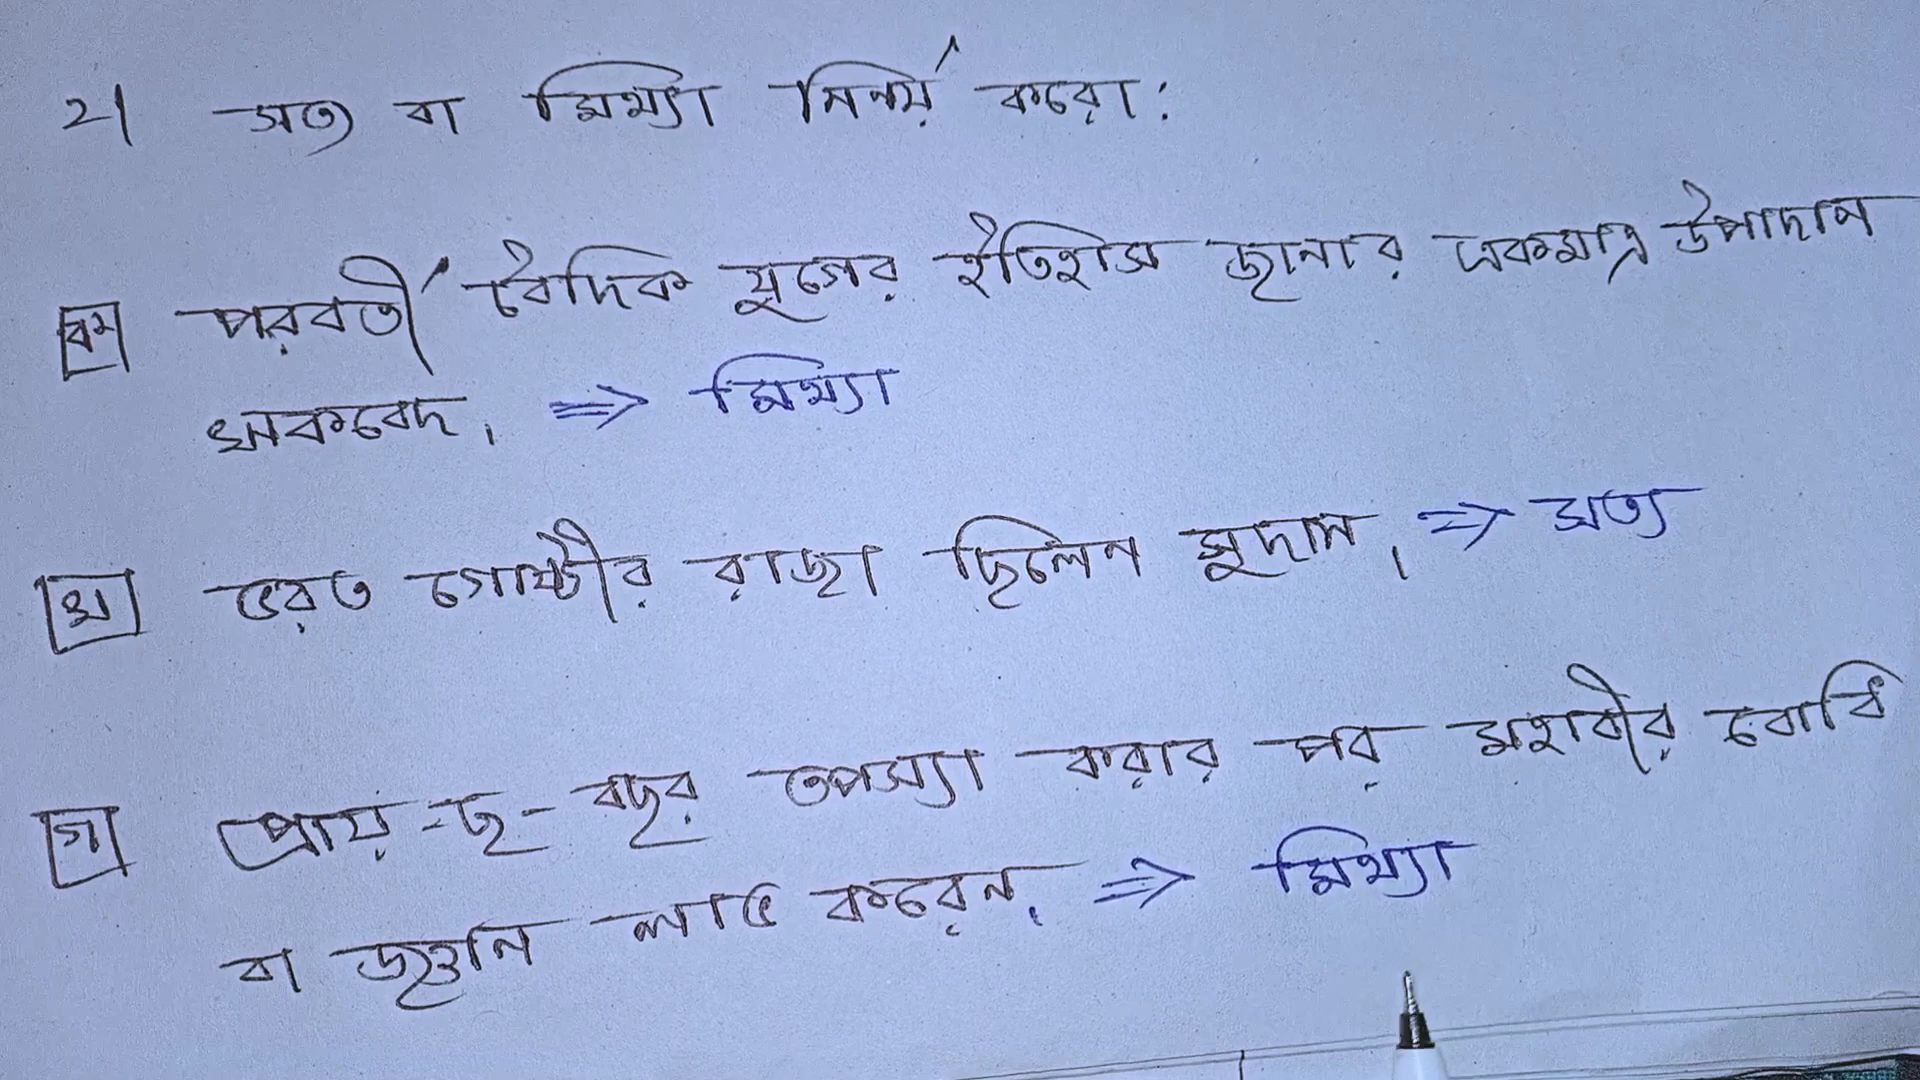 ২। সত্য বা মিথ্যা নির্ণয় করো:
ক পরবর্তী বৈদিক যুগের ইতিহাস জানার একমাত্র উপাদান
ঋকবেদ। ⇒ মিথ্যা
খ ভরত গোষ্ঠীর রাজা ছিলেন সুদাস। ⇒ সত্য
গ প্রায়-ছ-বছর তপস্যা করার পর মহাবীর বোধি
বা জ্ঞান লাভ করেন। ⇒ মিথ্যা